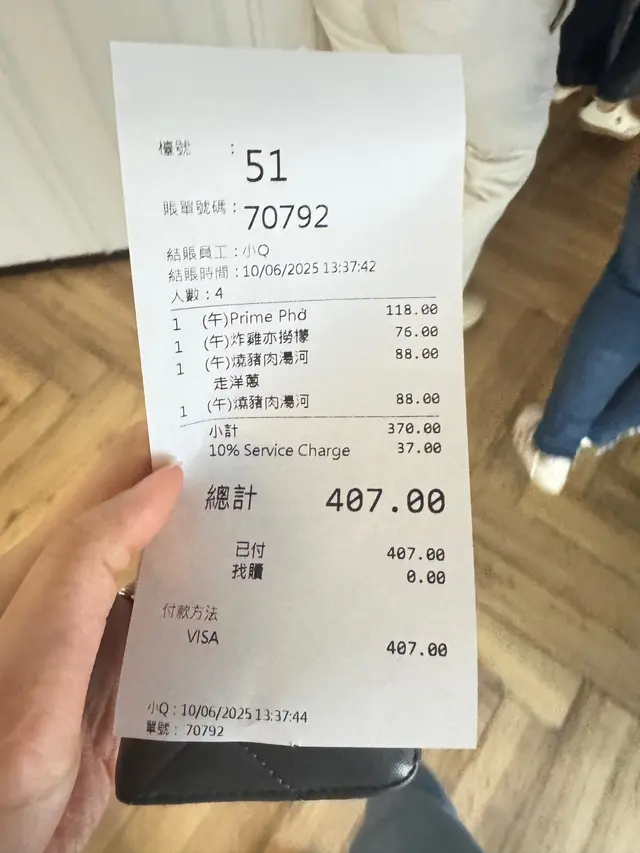 檯號 : 51
賬單號碼 : 70792
結賬員工 : 小Q
結賬時間 : 10/06/2025 13:37:42
人數 : 4
1 (午)Prime Phở 118.00
1 (午)炸雞亦撈檬 76.00
1 (午)燒豬肉湯河 88.00
走洋蔥
1 (午)燒豬肉湯河 88.00
小計 370.00
10% Service Charge 37.00
總計 407.00
已付 407.00
找贖 0.00
付款方法
VISA 407.00
小Q : 10/06/2025 13:37:44
單號 : 70792